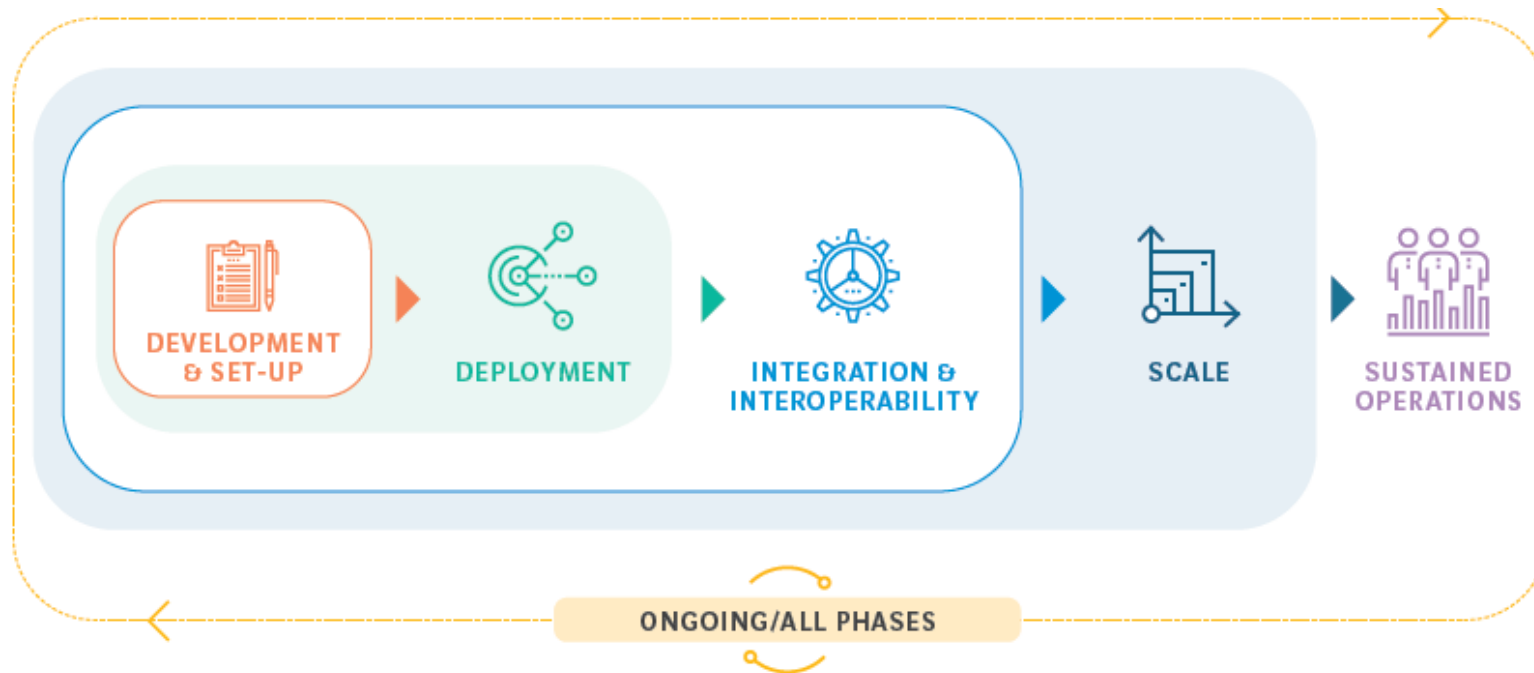 DEVELOPMENT
& SET-UP
DEPLOYMENT
INTEGRATION &
INTEROPERABILITY
SCALE
SUSTAINED
OPERATIONS
ONGOING/ALL PHASES